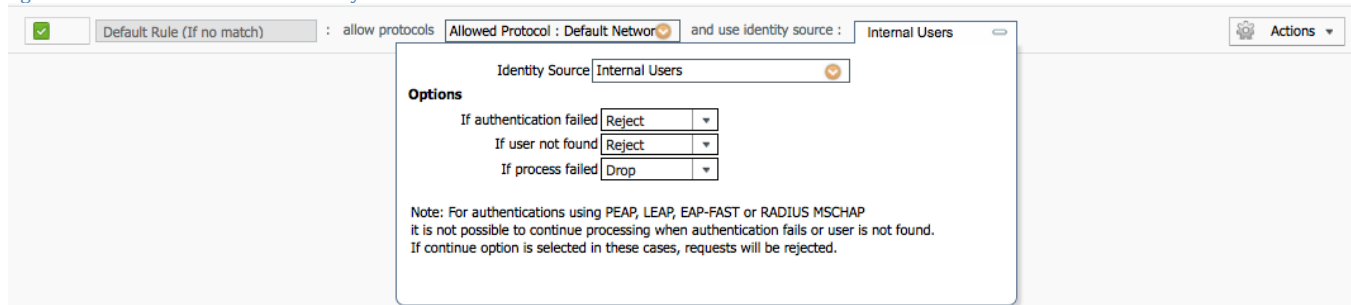 Default Rule (If no match) : allow protocols Allowed Protocol : Default Networ and use identity source : Internal Users Actions
Identity Source Internal Users
Options
If authentication failed Reject
If user not found Reject
If process failed Drop
Note: For authentications using PEAP, LEAP, EAP-FAST or RADIUS MSCHAP
it is not possible to continue processing when authentication fails or user is not found.
If continue option is selected in these cases, requests will be rejected.